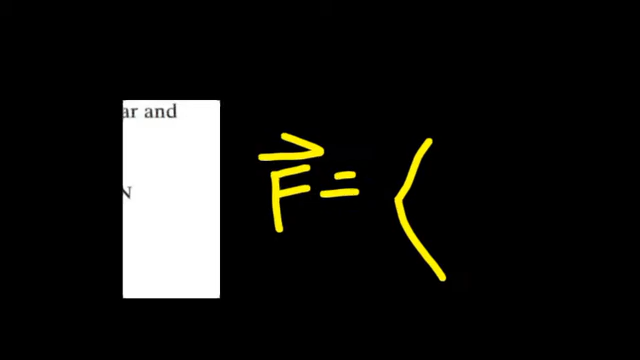 ar and
N
F⃗ = ⟨